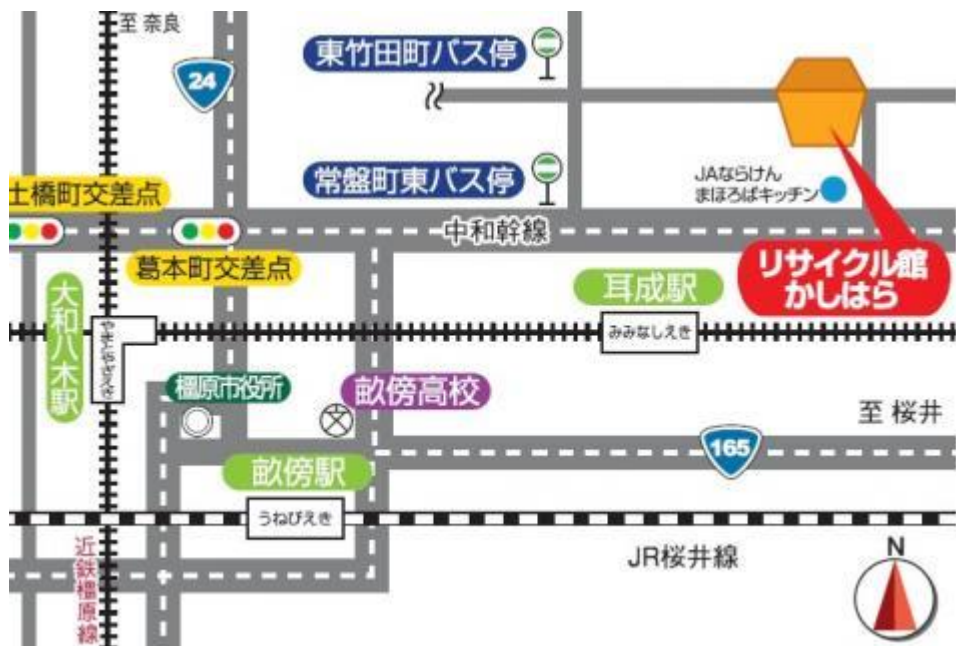 至 奈良
24
東竹田町バス停
常盤町東バス停
JAならけん
まほろばキッチン
土橋町交差点
中和幹線
葛本町交差点
リサイクル館
かしはら
大和八木駅
やまとやぎえき
耳成駅
みみなしえき
橿原市役所
畝傍高校
至 桜井
165
畝傍駅
うねびえき
JR桜井線
近鉄橿原線
N